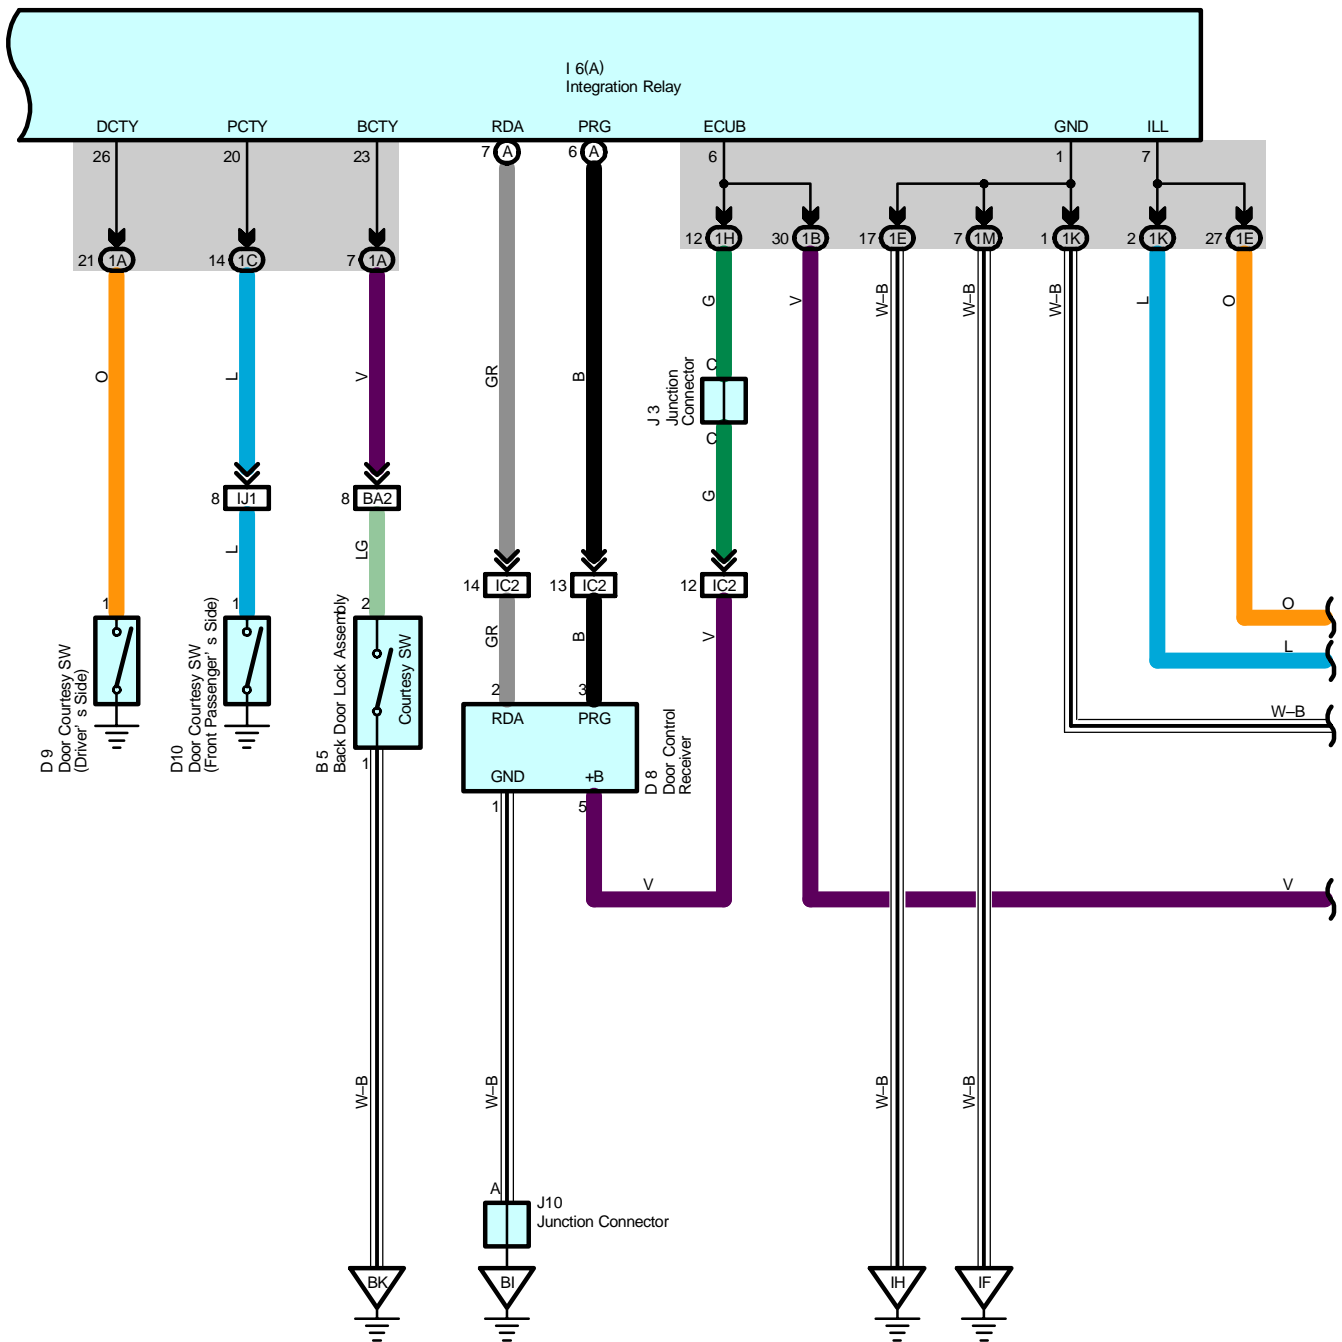 I 6(A)
Integration Relay
DCTY PCTY BCTY RDA PRG ECUB GND ILL
26 20 23 7 A 6 A 6 1 7
12 1H 30 1B 17 1E 7 1M 1 1K 2 1K 27 1E
21 1A 14 1C 7 1A
G V W–B W–B W–B L O
O L V GR B
C
J 3
Junction
Connector
C
8 IJ1 8 BA2
G
L LG
14 IC2 13 IC2 12 IC2
1 1 2
GR B V
O
L
D 9
Door Courtesy SW
(Driver' s Side)
D10
Door Courtesy SW
(Front Passenger' s Side)
B 5
Back Door Lock Assembly
Courtesy SW
2 3
RDA PRG
W–B
1
GND +B
D 8
Door Control
Receiver
1 5
V V
W–B W–B W–B W–B
A
J10
Junction Connector
BK BI IH IF